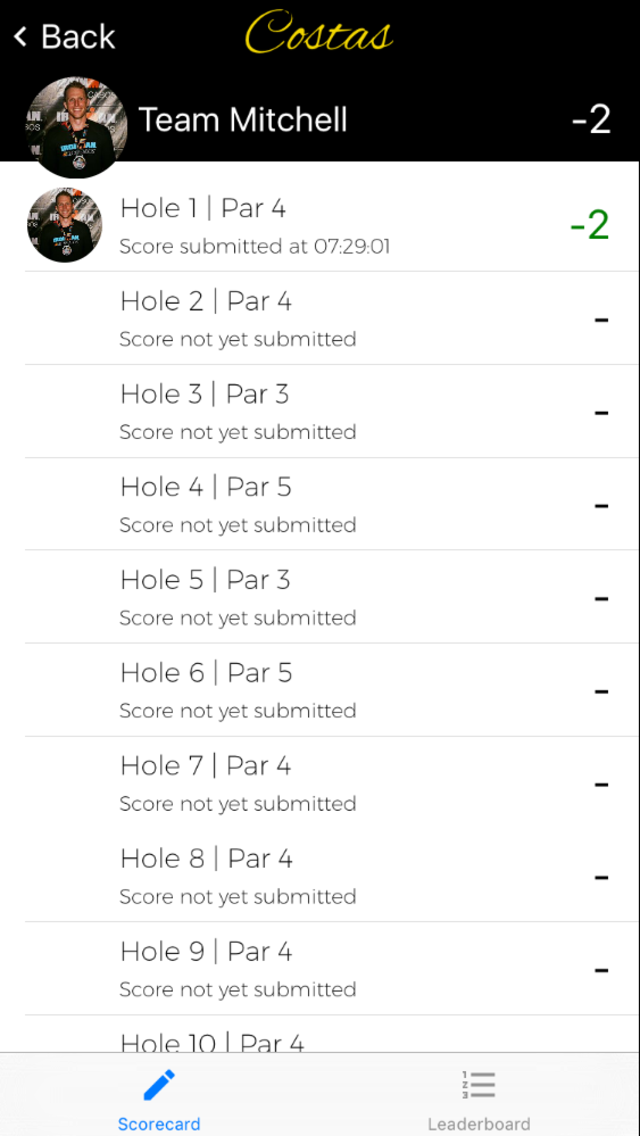 Back
Costas
Team Mitchell
-2
Hole 1 | Par 4
Score submitted at 07:29:01
-2
Hole 2 | Par 4
Score not yet submitted
-
Hole 3 | Par 3
Score not yet submitted
-
Hole 4 | Par 5
Score not yet submitted
-
Hole 5 | Par 3
Score not yet submitted
-
Hole 6 | Par 5
Score not yet submitted
-
Hole 7 | Par 4
Score not yet submitted
-
Hole 8 | Par 4
Score not yet submitted
-
Hole 9 | Par 4
Score not yet submitted
-
Hole 10 | Par 4
Scorecard
1
2
3
Leaderboard